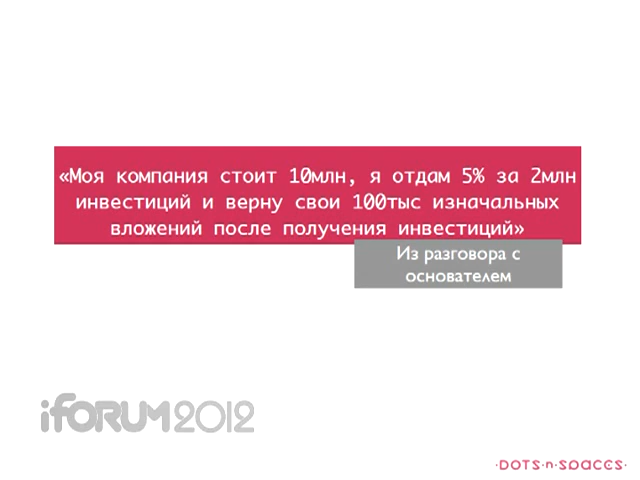 «Моя компания стоит 10млн, я отдам 5% за 2млн
инвестиций и верну свои 100тыс изначальных
вложений после получения инвестиций»
Из разговора с
основателем
iFORUM2012
·DOTS·n·SPACES·